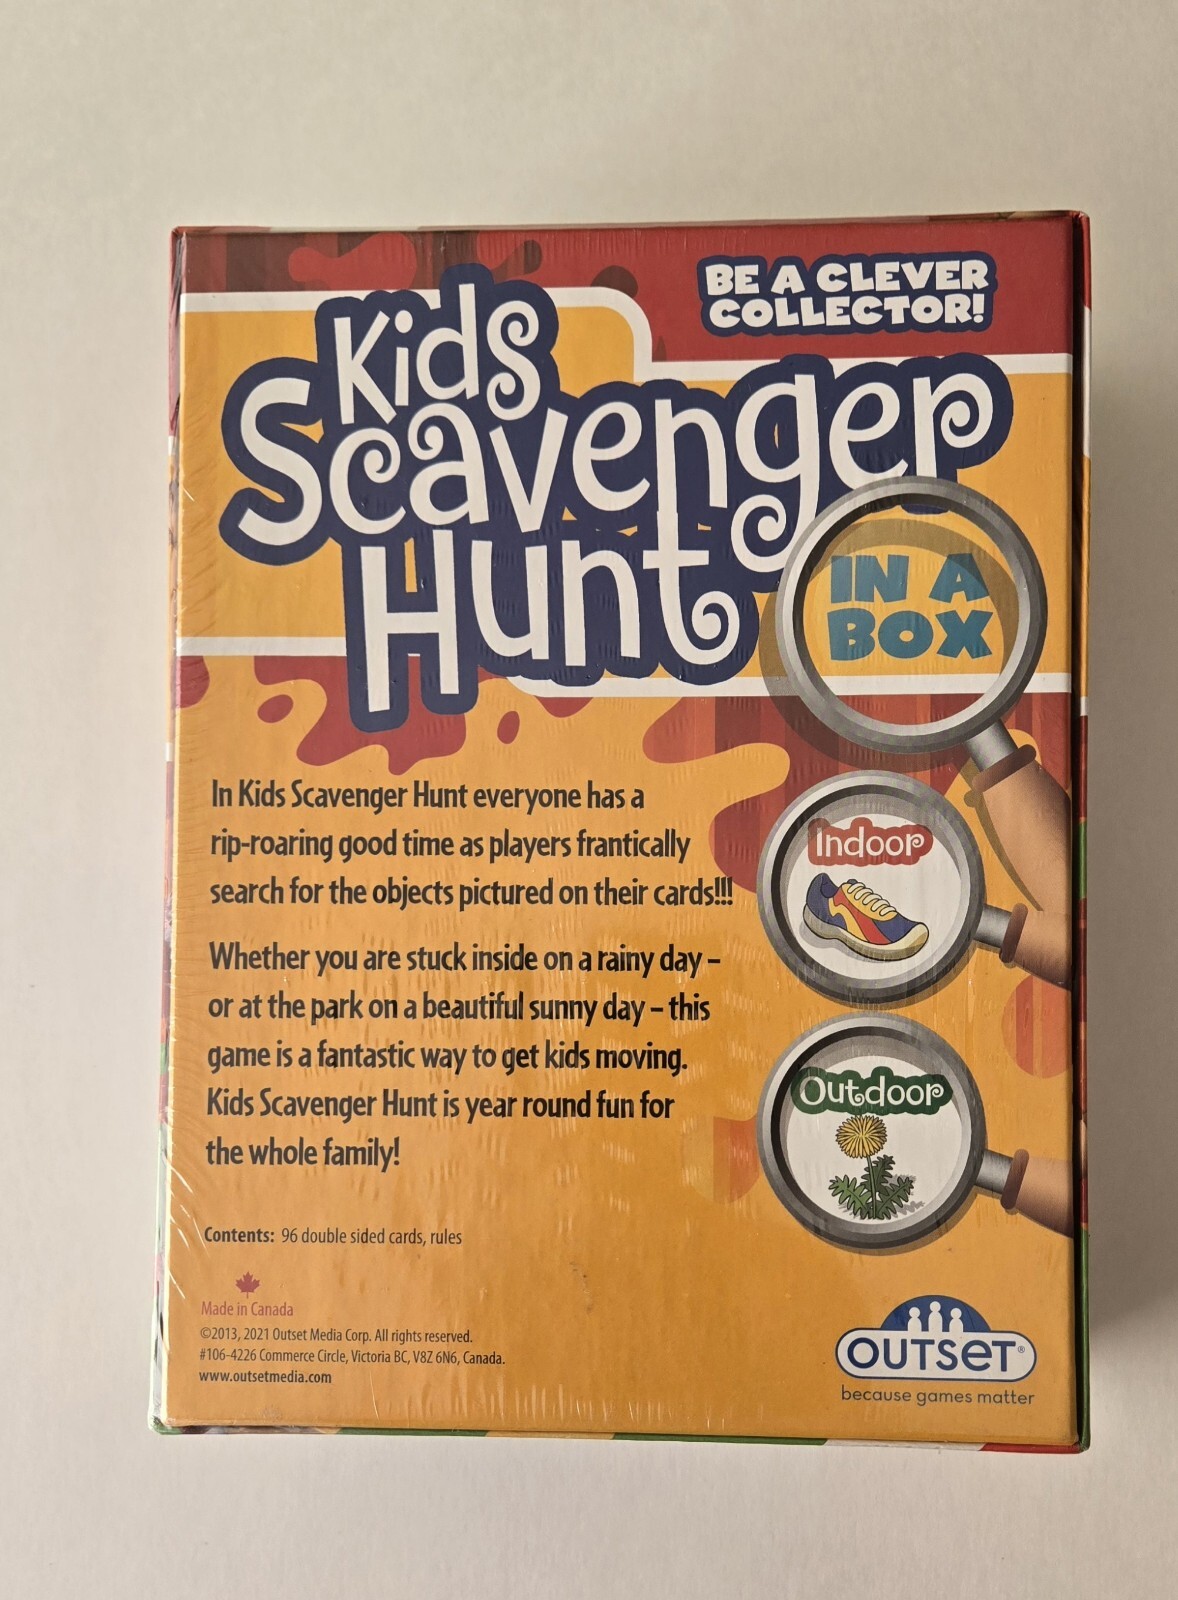 BE A CLEVER
COLLECTOR!
Kids
Scavenger
Hunt
IN A
BOX
In Kids Scavenger Hunt everyone has a
rip-roaring good time as players frantically
search for the objects pictured on their cards!!!
Indoor
Whether you are stuck inside on a rainy day –
or at the park on a beautiful sunny day – this
game is a fantastic way to get kids moving.
Kids Scavenger Hunt is year round fun for
the whole family!
Outdoor
Contents: 96 double sided cards, rules
Made in Canada
©2013, 2021 Outset Media Corp. All rights reserved.
#106-4226 Commerce Circle, Victoria BC, V8Z 6N6, Canada.
www.outsetmedia.com
OUTSET®
because games matter